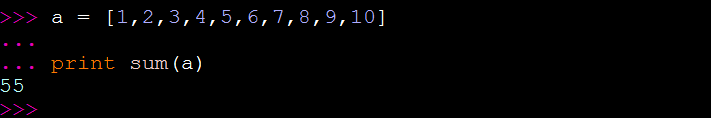 >>> a = [1,2,3,4,5,6,7,8,9,10]
...
... print sum(a)
55
>>>